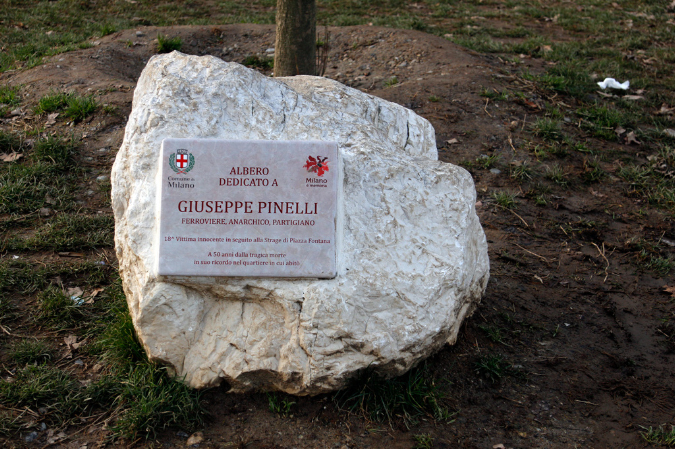 Comune di
Milano
ALBERO
DEDICATO A
Milano
è memoria
GIUSEPPE PINELLI
FERROVIERE, ANARCHICO, PARTIGIANO
18ª Vittima innocente in seguito alla Strage di Piazza Fontana
A 50 anni dalla tragica morte
in suo ricordo nel quartiere in cui abitò